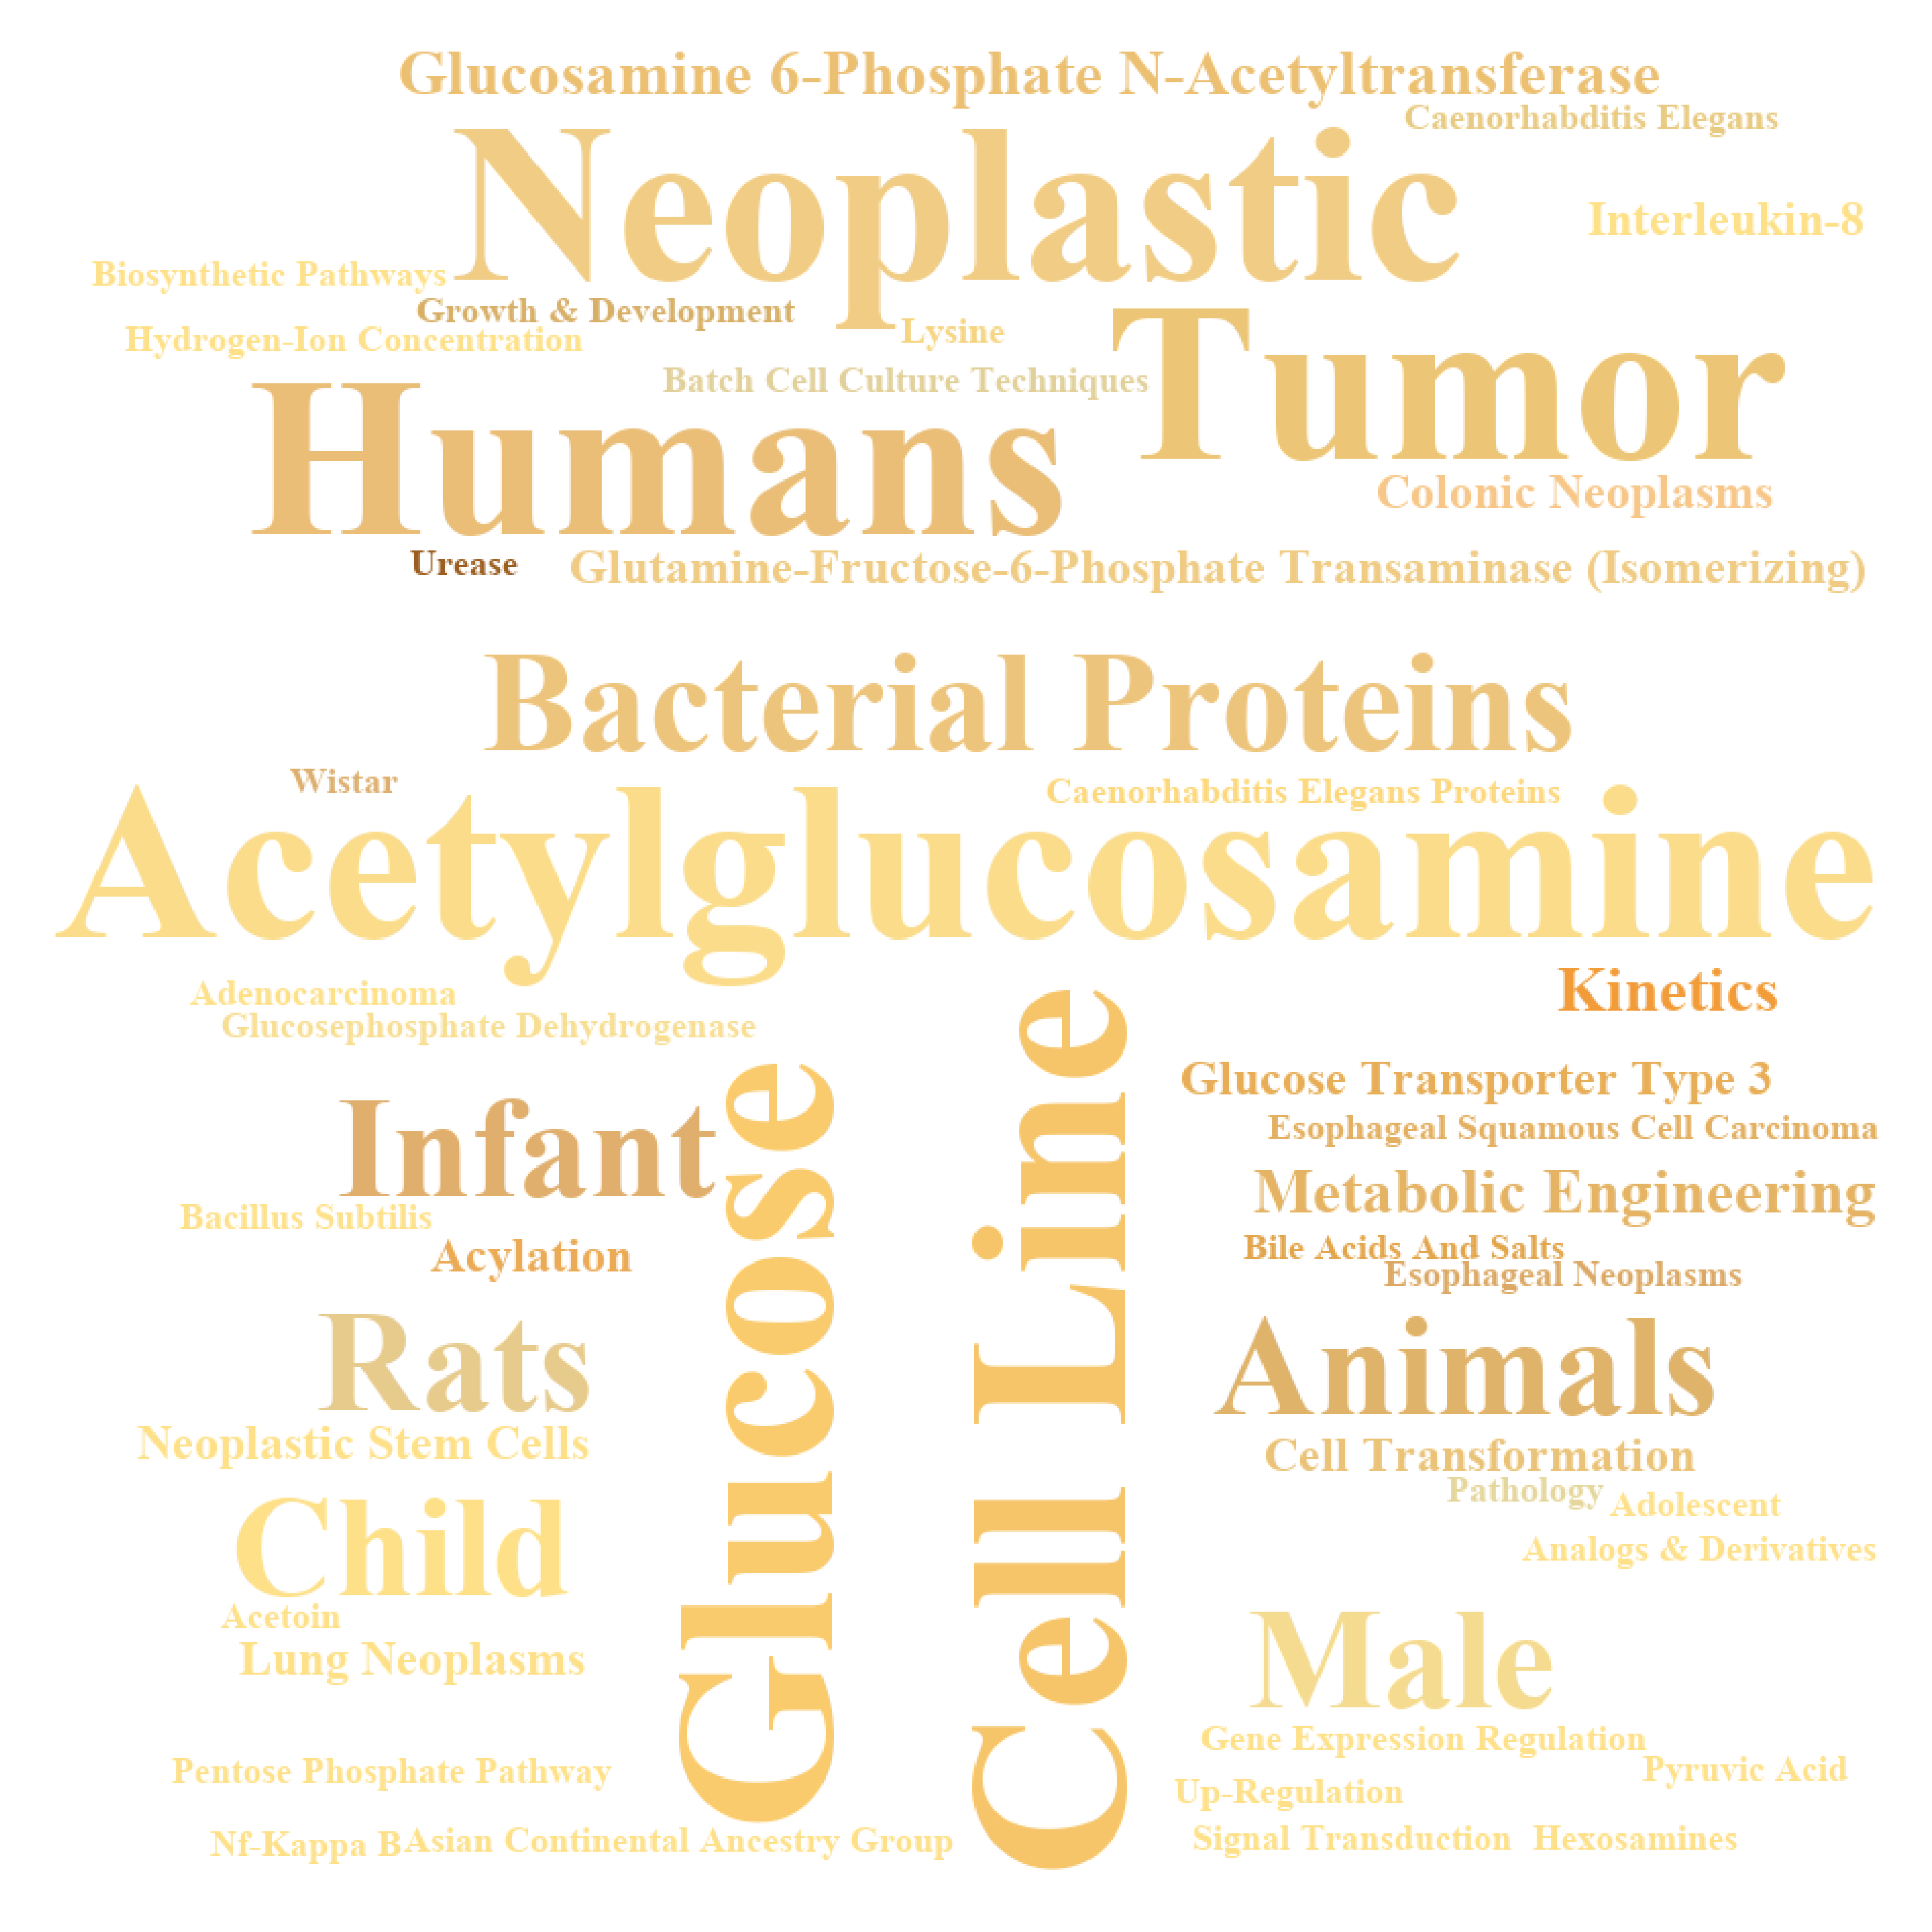 Glucosamine 6-Phosphate N-Acetyltransferase
Caenorhabditis Elegans
Neoplastic
Interleukin-8
Biosynthetic Pathways
Growth & Development
Lysine
Hydrogen-Ion Concentration
Tumor
Batch Cell Culture Techniques
Humans
Colonic Neoplasms
Urease
Glutamine-Fructose-6-Phosphate Transaminase (Isomerizing)
Bacterial Proteins
Wistar
Caenorhabditis Elegans Proteins
Acetylglucosamine
Adenocarcinoma
Kinetics
Glucosephosphate Dehydrogenase
Glucose
Cell Line
Glucose Transporter Type 3
Esophageal Squamous Cell Carcinoma
Infant
Metabolic Engineering
Bacillus Subtilis
Acylation
Bile Acids And Salts
Esophageal Neoplasms
Rats
Animals
Neoplastic Stem Cells
Cell Transformation
Pathology
Adolescent
Child
Analogs & Derivatives
Acetoin
Lung Neoplasms
Male
Gene Expression Regulation
Pentose Phosphate Pathway
Pyruvic Acid
Up-Regulation
Nf-Kappa B
Asian Continental Ancestry Group
Signal Transduction
Hexosamines